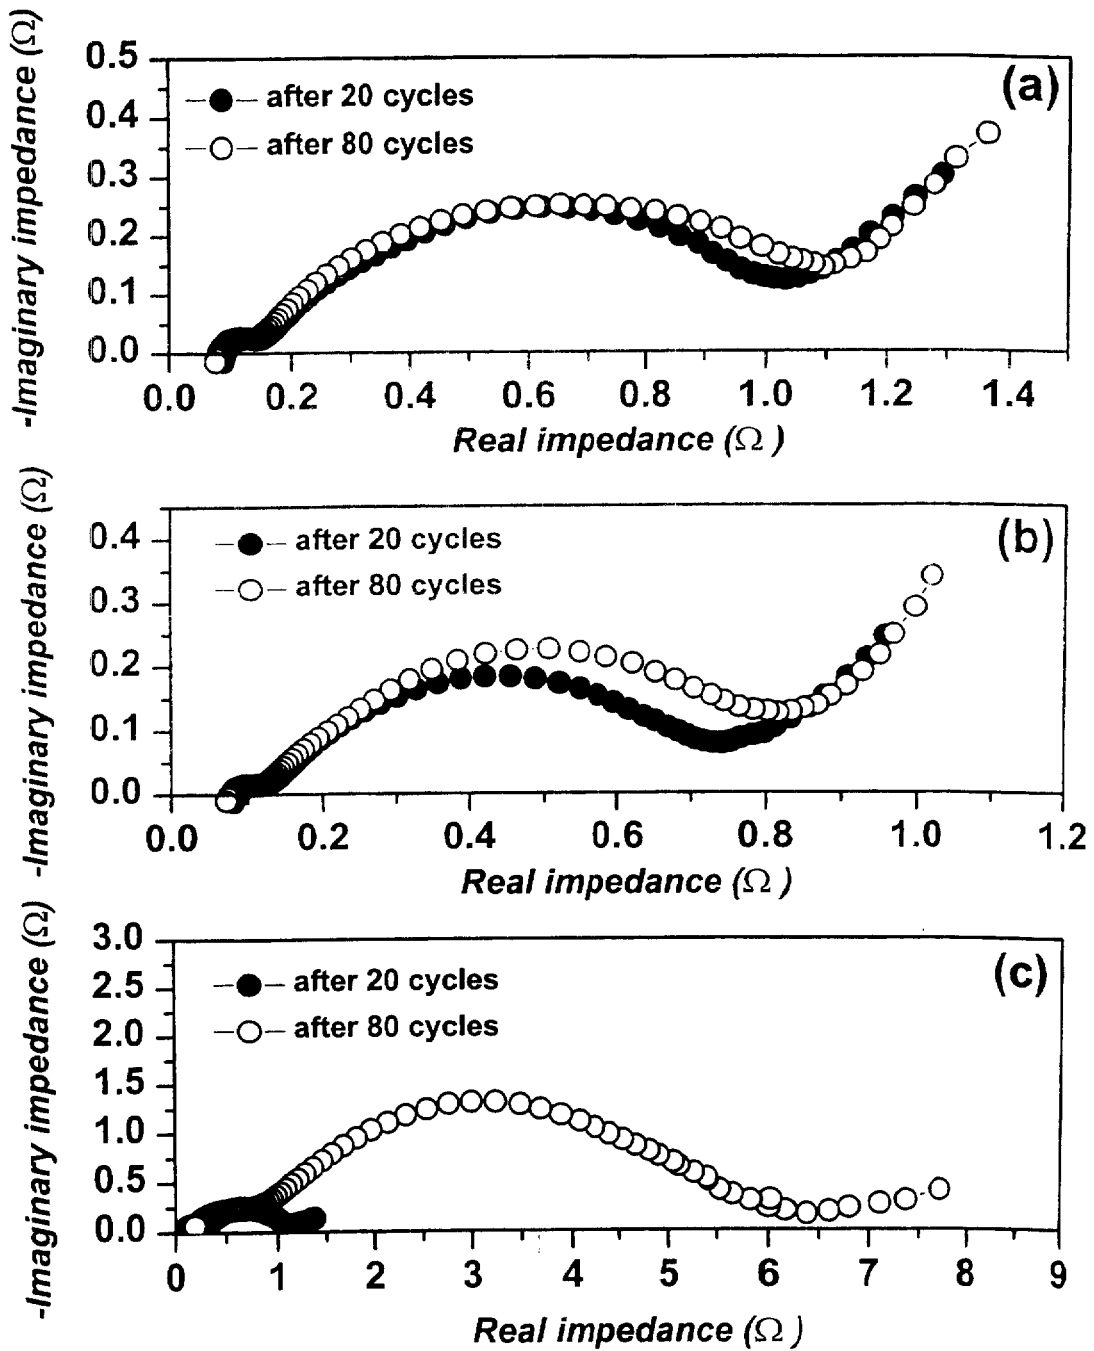 -Imaginary impedance (Ω)
0.5
0.4
0.3
0.2
0.1
0.0
after 20 cycles
after 80 cycles
(a)
0.0 0.2 0.4 0.6 0.8 1.0 1.2 1.4
Real impedance (Ω )
-Imaginary impedance (Ω)
0.4
0.3
0.2
0.1
0.0
after 20 cycles
after 80 cycles
(b)
0.0 0.2 0.4 0.6 0.8 1.0 1.2
Real impedance (Ω )
-Imaginary impedance (Ω)
3.0
2.5
2.0
1.5
1.0
0.5
0.0
after 20 cycles
after 80 cycles
(c)
0 1 2 3 4 5 6 7 8 9
Real impedance (Ω )